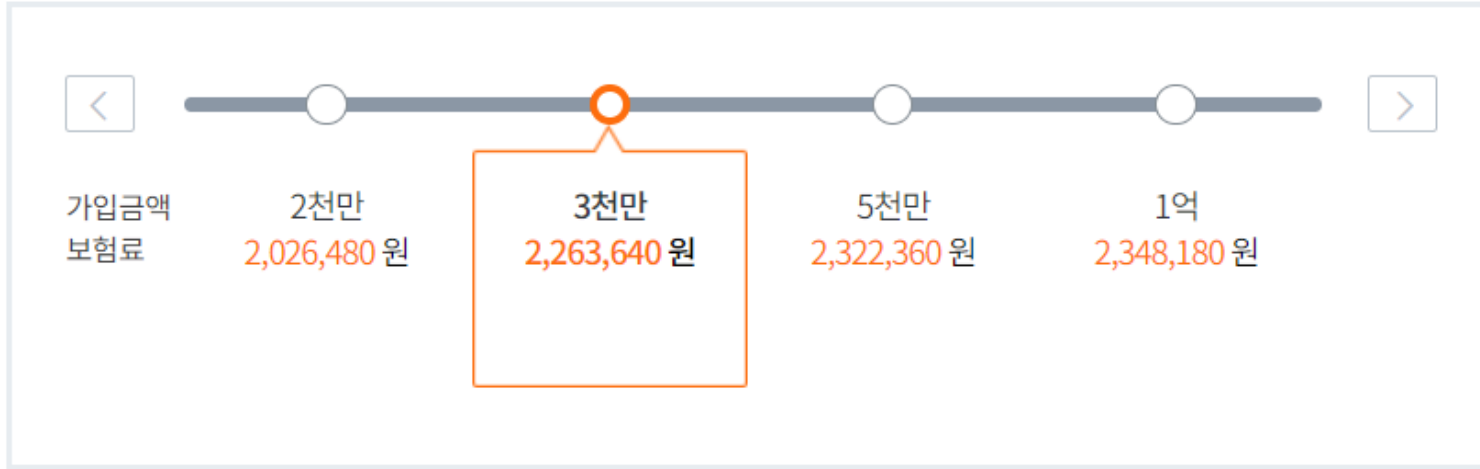 가입금액 2천만 3천만 5천만 1억
보험료 2,026,480 원 2,263,640 원 2,322,360 원 2,348,180 원